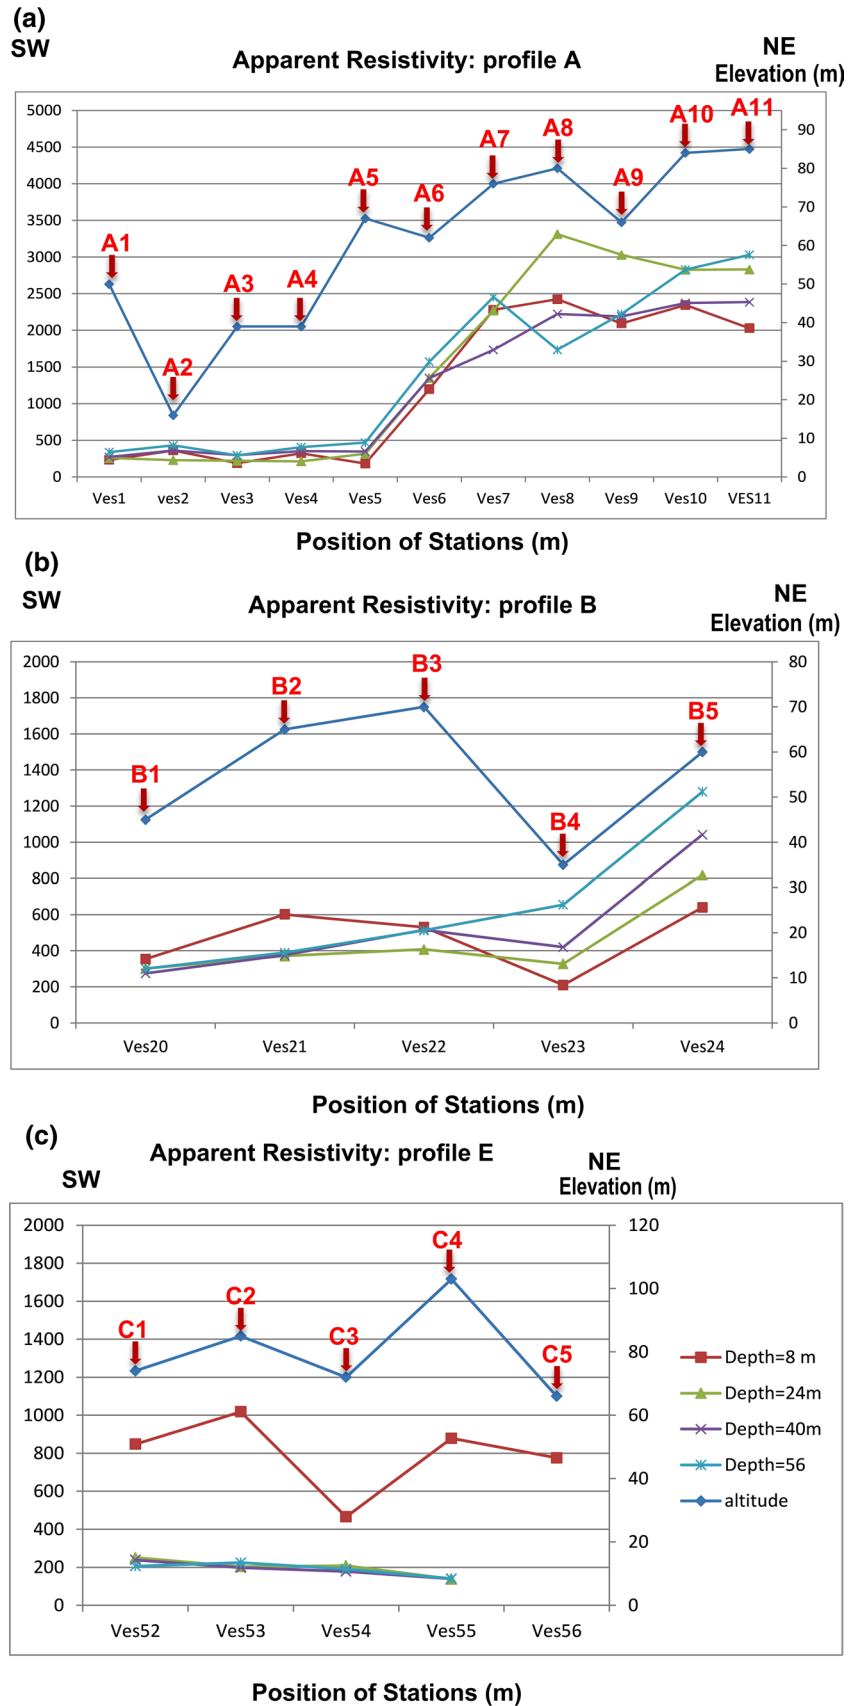 (a)
SW
Apparent Resistivity: profile A
NE
Elevation (m)
5000
4500
4000
3500
3000
2500
2000
1500
1000
500
0
90
80
70
60
50
40
30
20
10
0
A1
A2
A3
A4
A5
A6
A7
A8
A9
A10
A11
Ves1 ves2 Ves3 Ves4 Ves5 Ves6 Ves7 Ves8 Ves9 Ves10 VES11
Position of Stations (m)
(b)
SW
Apparent Resistivity: profile B
NE
Elevation (m)
2000
1800
1600
1400
1200
1000
800
600
400
200
0
80
70
60
50
40
30
20
10
0
B1
B2
B3
B4
B5
Ves20 Ves21 Ves22 Ves23 Ves24
Position of Stations (m)
(c)
SW
Apparent Resistivity: profile E
NE
Elevation (m)
2000
1800
1600
1400
1200
1000
800
600
400
200
0
120
100
80
60
40
20
0
C1
C2
C3
C4
C5
Ves52 Ves53 Ves54 Ves55 Ves56
Depth=8 m
Depth=24m
Depth=40m
Depth=56
altitude
Position of Stations (m)